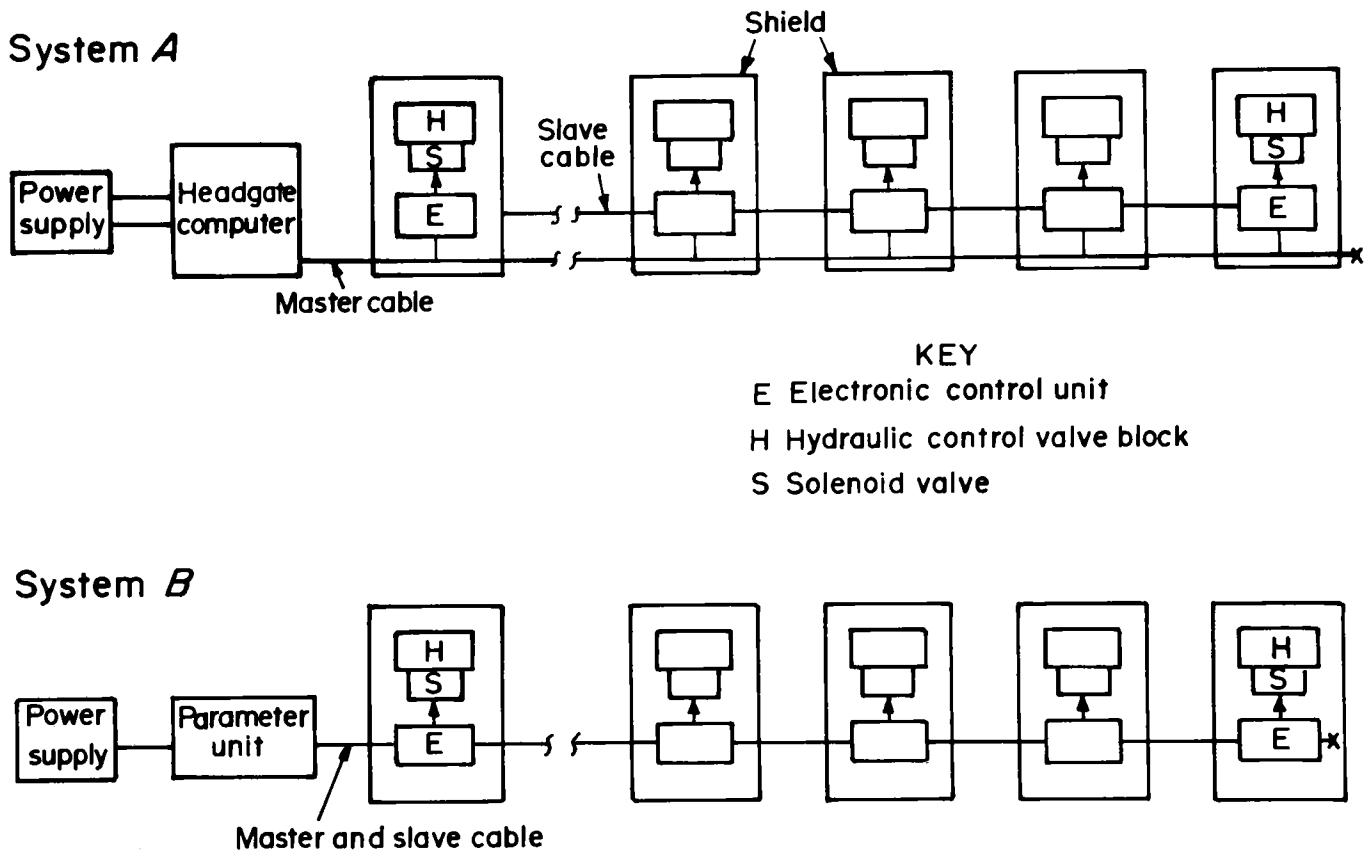 System A
Shield
H
S
E
Slave
cable
H
S
E
Power
supply
Headgate
computer
Master cable
KEY
E Electronic control unit
H Hydraulic control valve block
S Solenoid valve
System B
H
S
E
H
S
E
Power
supply
Parameter
unit
Master and slave cable